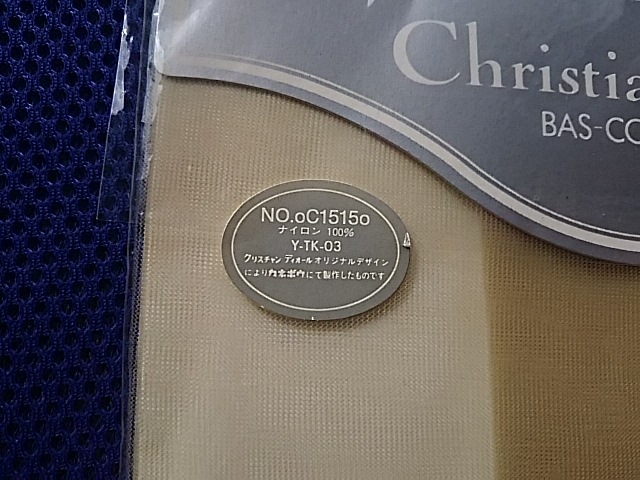 Christia
BAS-CO
NO.oC1515o
ナイロン 100%
Y-TK-03
クリスチャン ディオールオリジナルデザイン
によりカネボウにて製作したものです